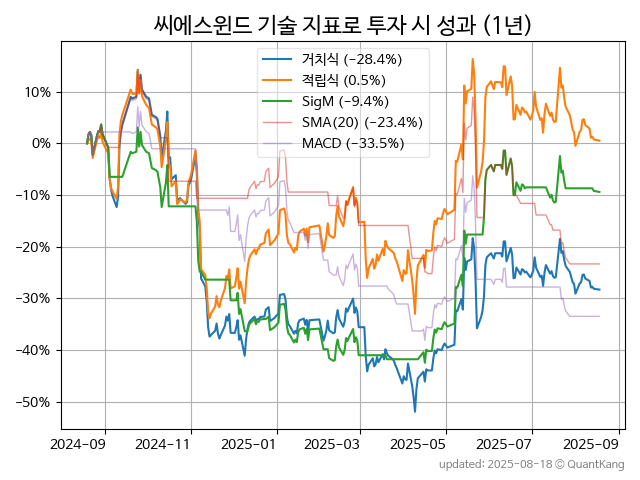 씨에스윈드 기술 지표로 투자 시 성과 (1년)
거치식 (−28.4%)
적립식 (0.5%)
SigM (−9.4%)
SMA(20) (−23.4%)
MACD (−33.5%)
10%
0%
−10%
−20%
−30%
−40%
−50%
2024−09 2024−11 2025−01 2025−03 2025−05 2025−07 2025−09
updated: 2025-08-18 © QuantKang